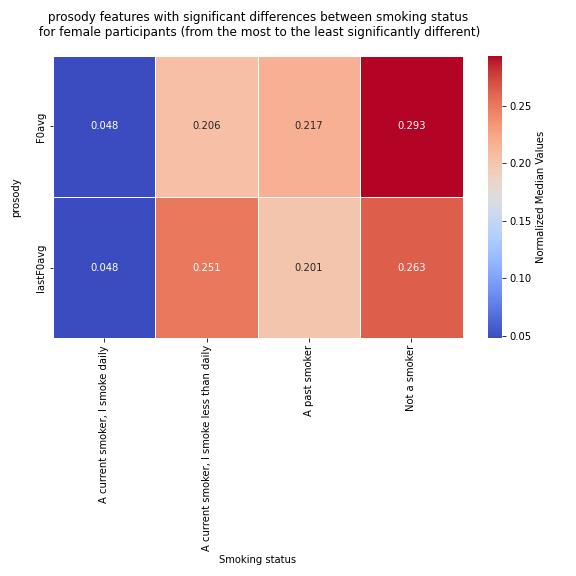 prosody features with significant differences between smoking status
for female participants (from the most to the least significantly different)
prosody
F0avg
0.048 0.206 0.217 0.293
lastF0avg
0.048 0.251 0.201 0.263
A current smoker, I smoke daily
A current smoker, I smoke less than daily
A past smoker
Not a smoker
Smoking status
0.25
0.20
0.15
0.10
0.05
Normalized Median Values